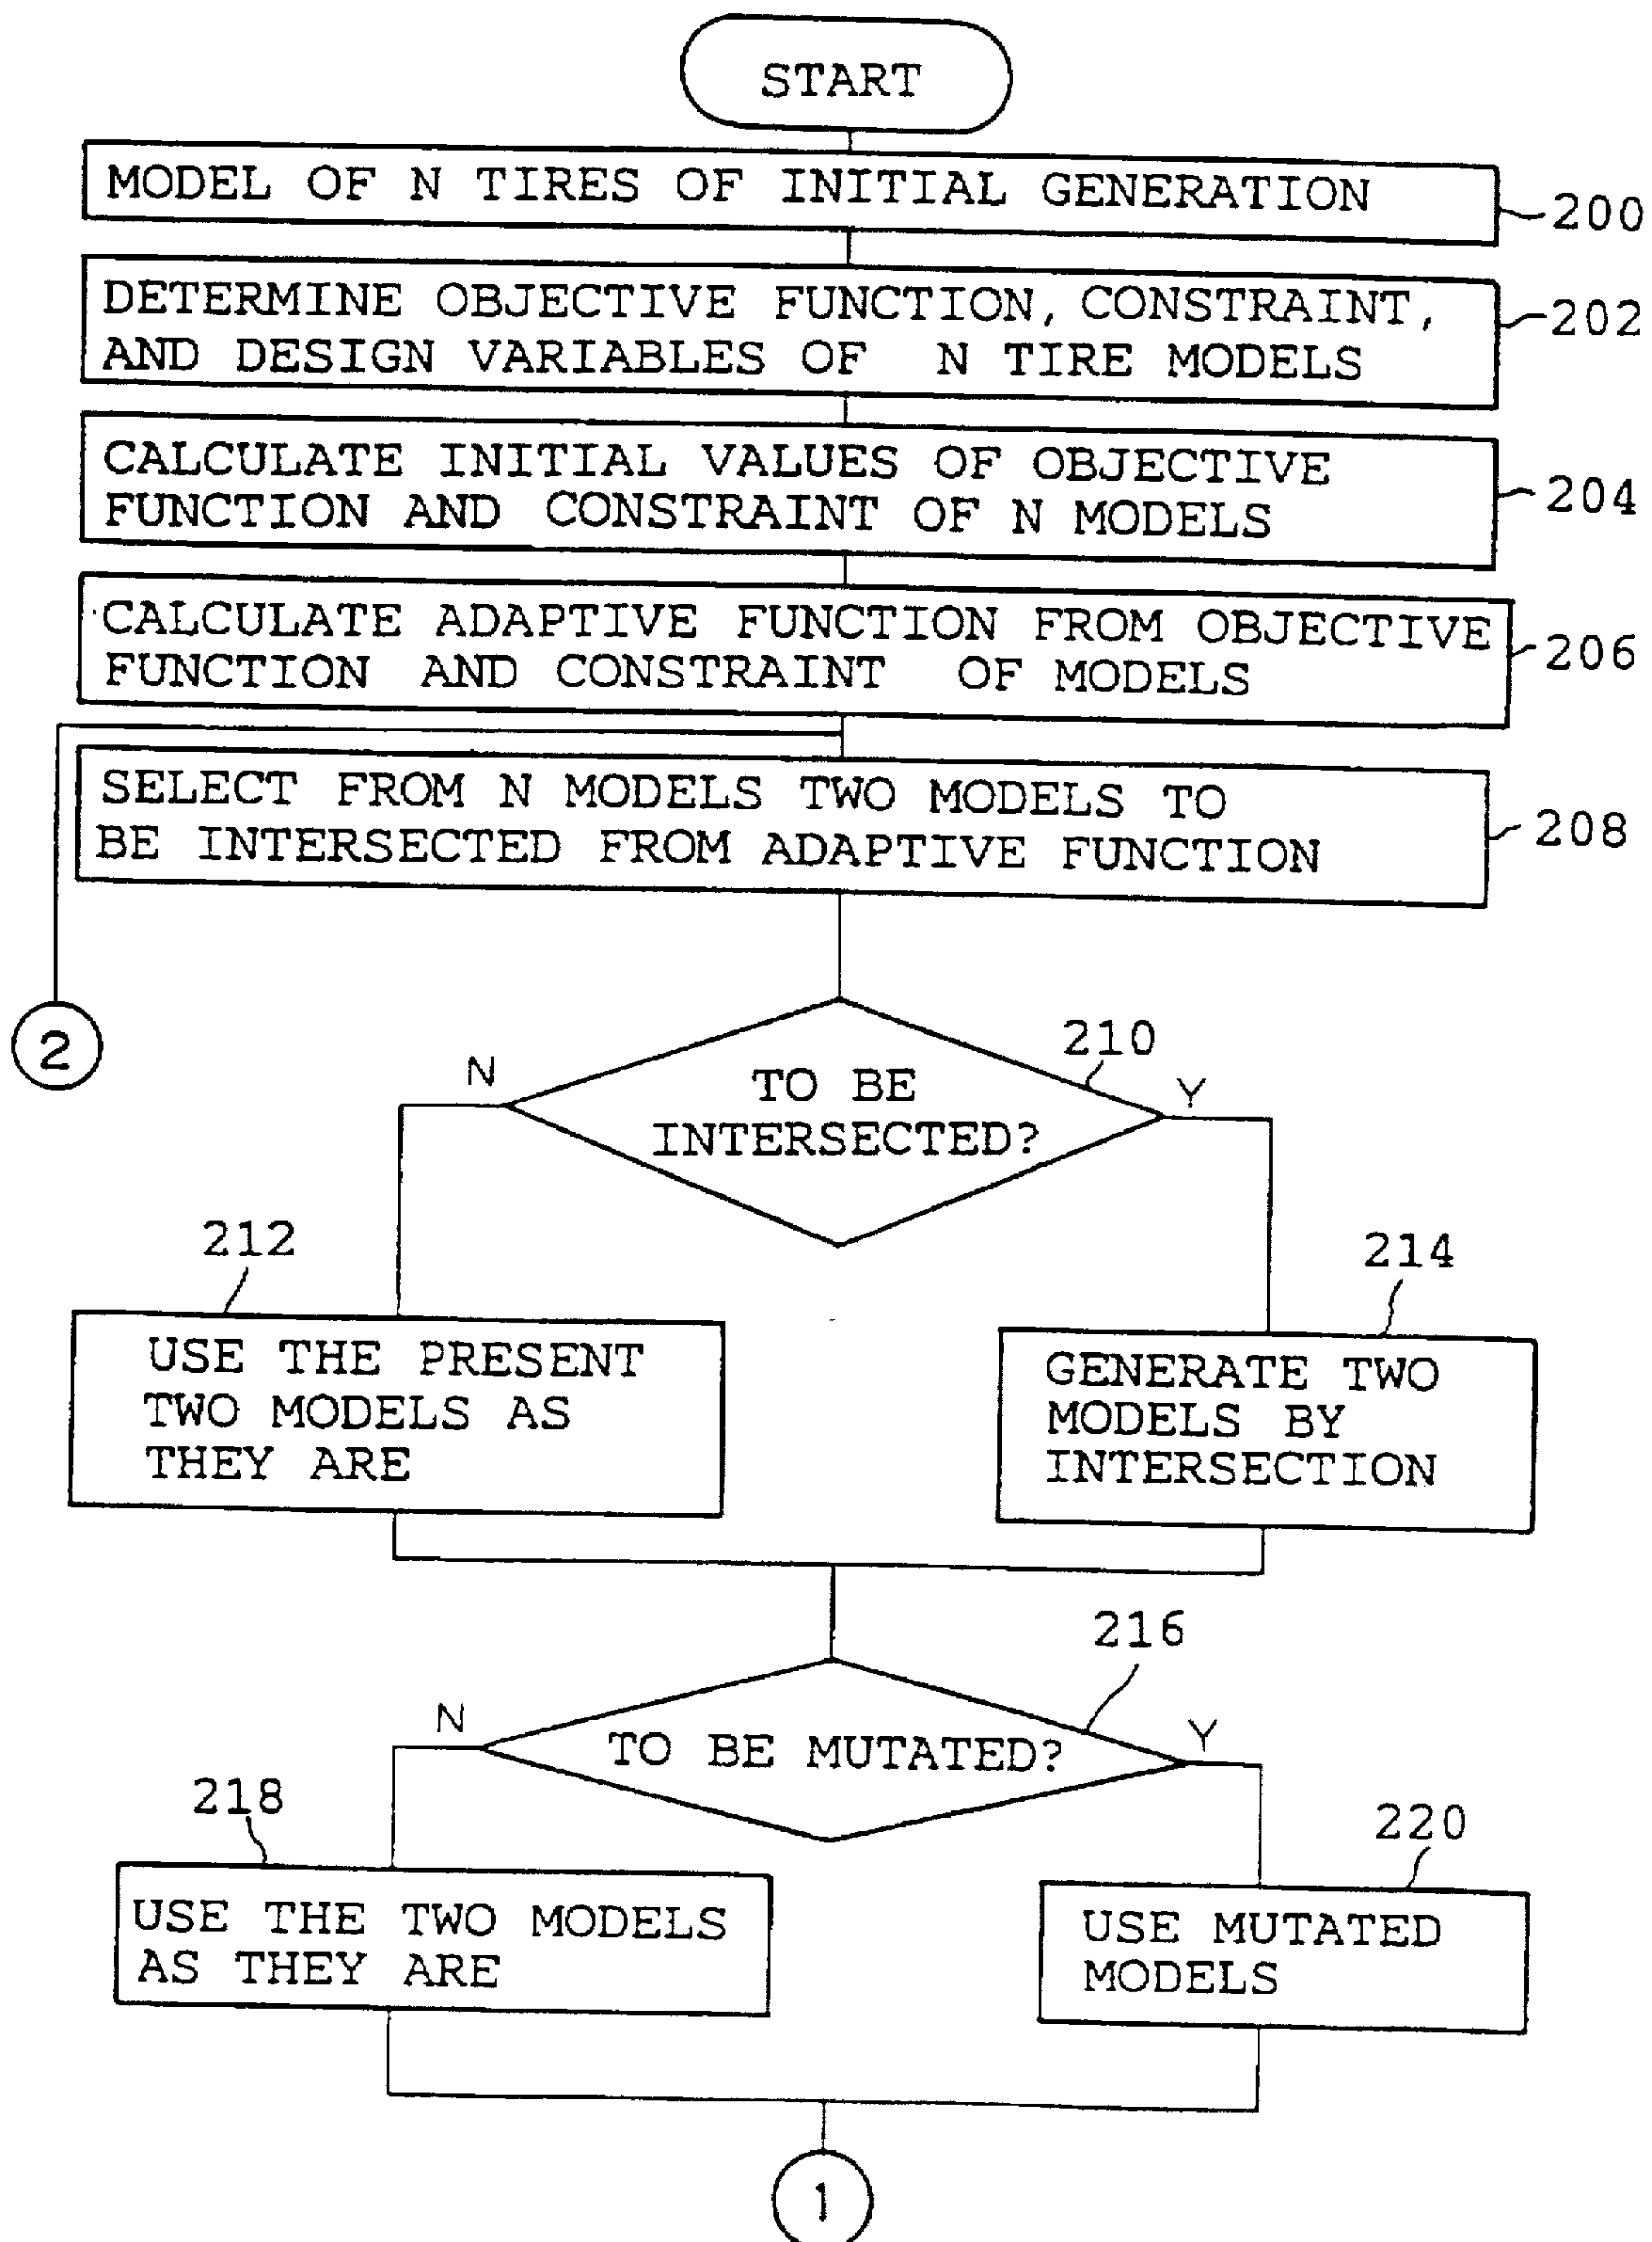 START
MODEL OF N TIRES OF INITIAL GENERATION
200
DETERMINE OBJECTIVE FUNCTION, CONSTRAINT,
AND DESIGN VARIABLES OF N TIRE MODELS
202
CALCULATE INITIAL VALUES OF OBJECTIVE
FUNCTION AND CONSTRAINT OF N MODELS
204
CALCULATE ADAPTIVE FUNCTION FROM OBJECTIVE
FUNCTION AND CONSTRAINT OF MODELS
206
SELECT FROM N MODELS TWO MODELS TO
BE INTERSECTED FROM ADAPTIVE FUNCTION
208
2
N
TO BE
INTERSECTED?
210
Y
212
USE THE PRESENT
TWO MODELS AS
THEY ARE
214
GENERATE TWO
MODELS BY
INTERSECTION
216
N
TO BE MUTATED?
Y
218
USE THE TWO MODELS
AS THEY ARE
220
USE MUTATED
MODELS
1